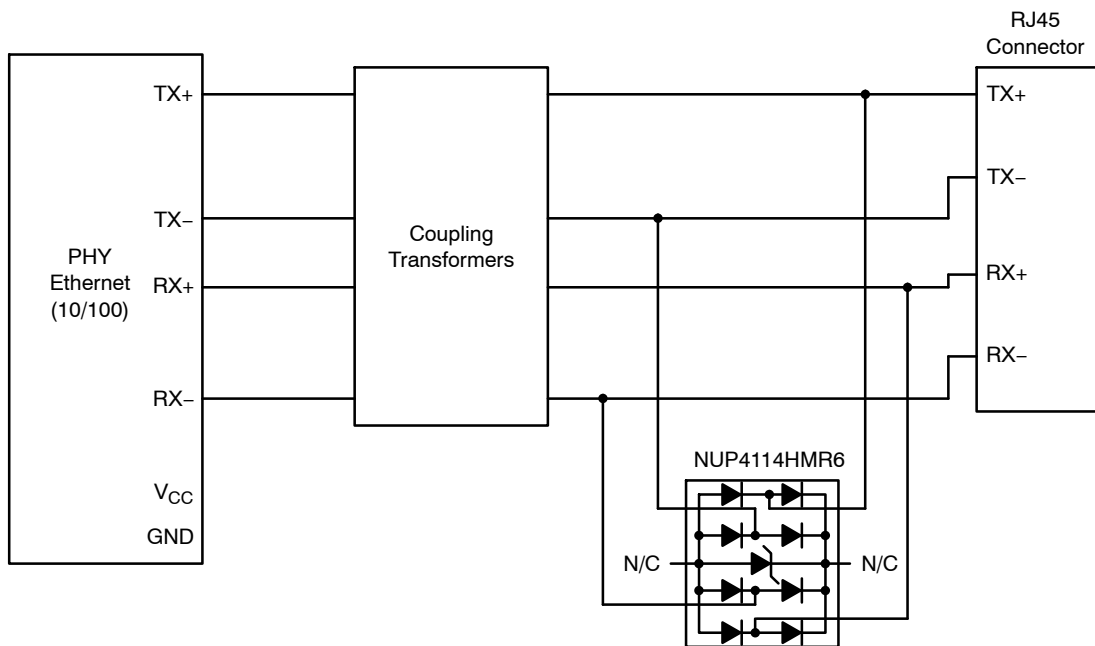 RJ45
Connector
TX+
TX−
RX+
RX−
PHY
Ethernet
(10/100)
VCC
GND
Coupling
Transformers
TX+
TX−
RX+
RX−
NUP4114HMR6
N/C
N/C